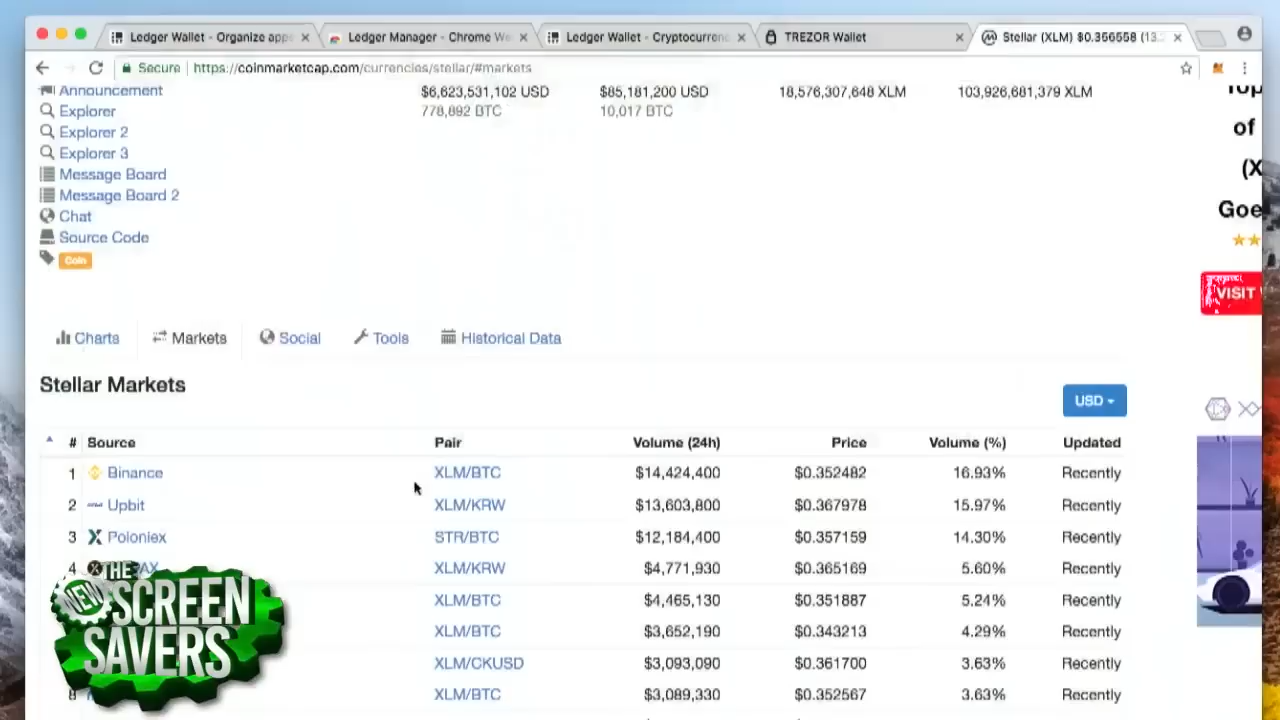 Ledger Wallet - Organize apps
Ledger Manager - Chrome We
Ledger Wallet - Cryptocurrenc
TREZOR Wallet
Stellar (XLM) $0.356558 (13.
Secure | https://coinmarketcap.com/currencies/stellar/#markets
Announcement
$6,623,531,102 USD $85,181,200 USD 18,576,307,648 XLM 103,926,681,379 XLM
778,892 BTC 10,017 BTC
Explorer
Explorer 2
Explorer 3
Message Board
Message Board 2
Chat
Source Code
Coin
Top
of
(X
Goe
VISIT
Charts Markets Social Tools Historical Data
Stellar Markets
USD
# Source Pair Volume (24h) Price Volume (%) Updated
1 Binance XLM/BTC $14,424,400 $0.352482 16.93% Recently
2 Upbit XLM/KRW $13,603,800 $0.367978 15.97% Recently
3 Poloniex STR/BTC $12,184,400 $0.357159 14.30% Recently
4 XLM/KRW $4,771,930 $0.365169 5.60% Recently
XLM/BTC $4,465,130 $0.351887 5.24% Recently
XLM/BTC $3,652,190 $0.343213 4.29% Recently
XLM/CKUSD $3,093,090 $0.361700 3.63% Recently
8 XLM/BTC $3,089,330 $0.352567 3.63% Recently
THE
NEW SCREEN
SAVERS